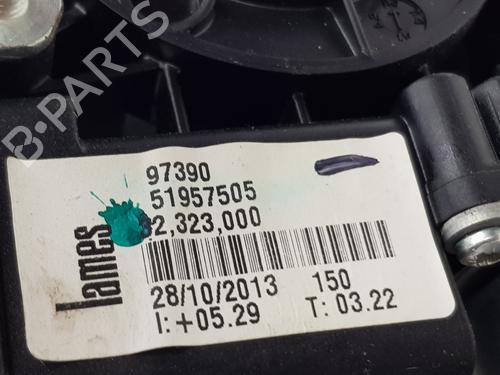 B-PARTS
lames
97390
51957505
2,323,000
28/10/2013 150
I:+05.29 T: 03.22